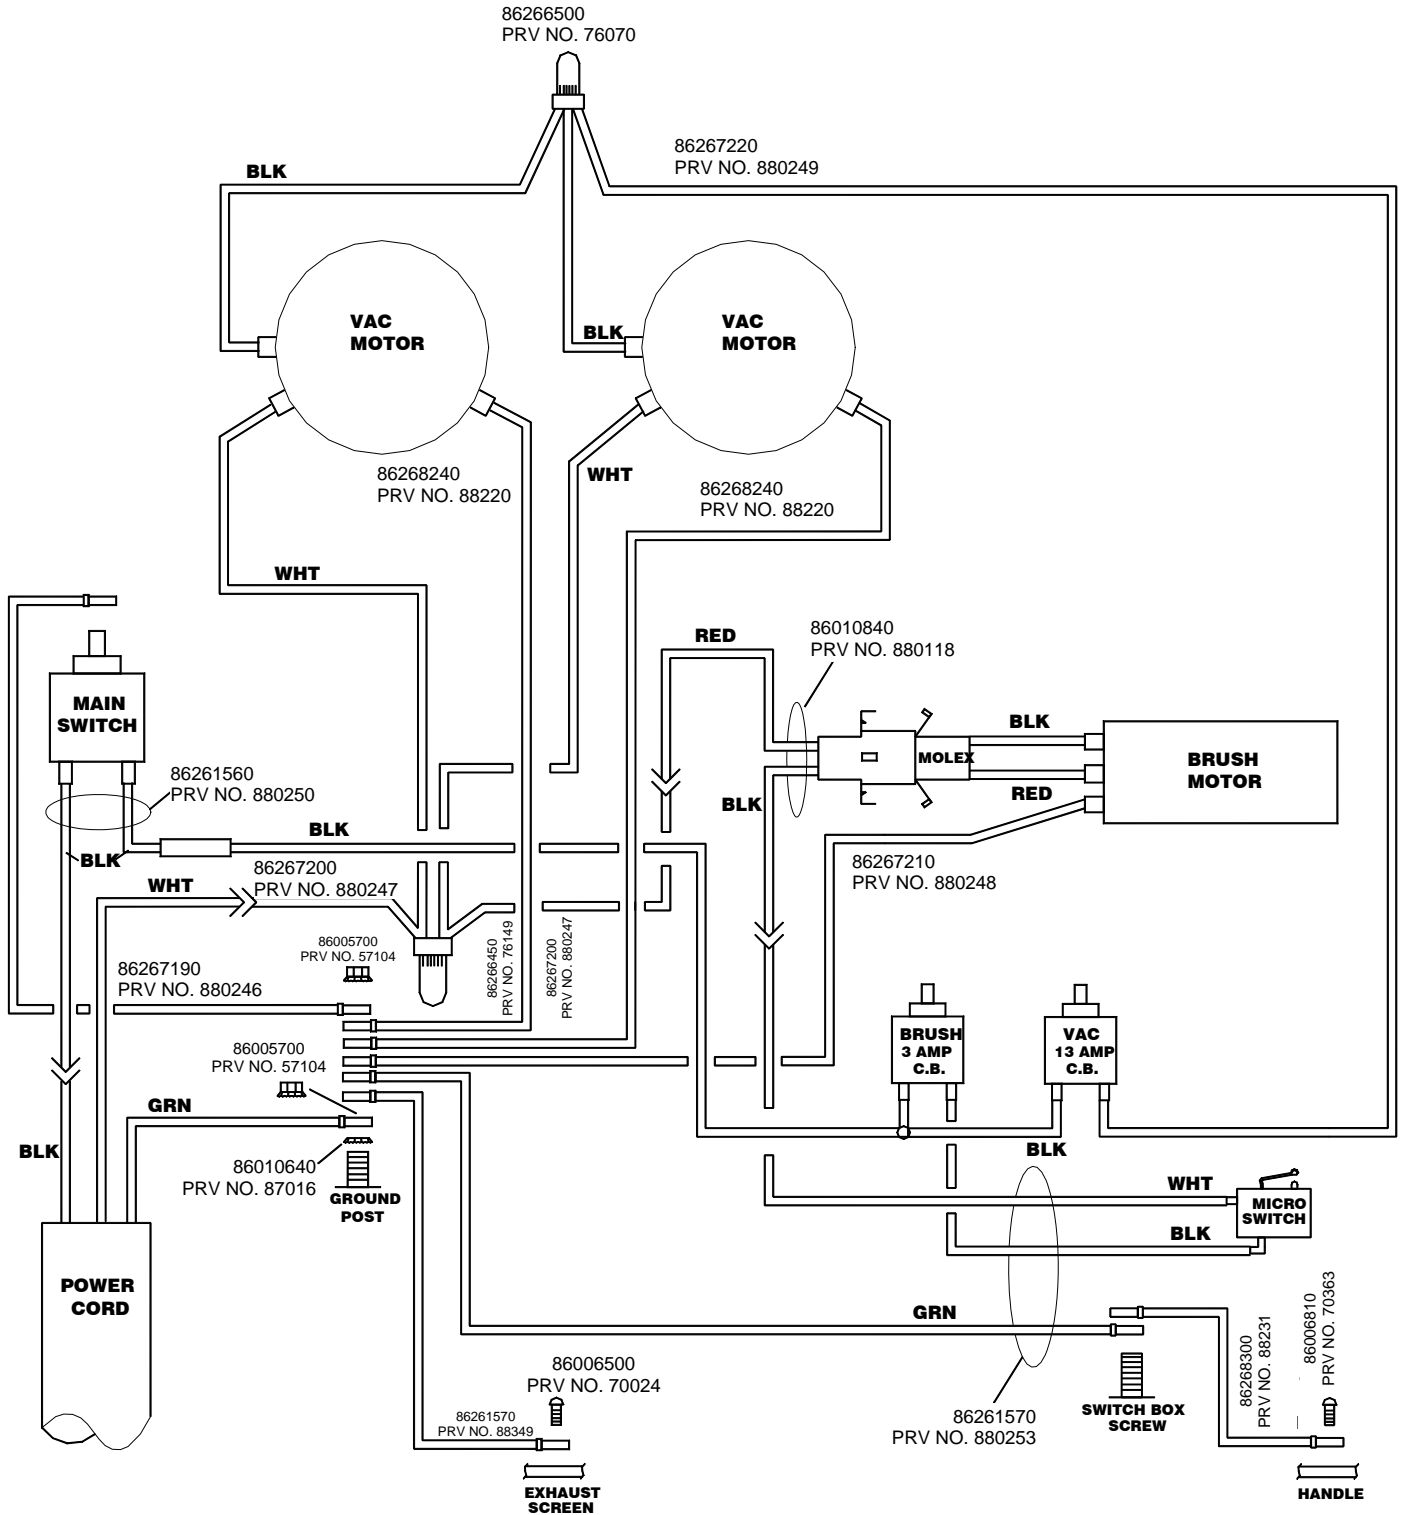 86266500
PRV NO. 76070
86267220
PRV NO. 880249
BLK
VAC
MOTOR
BLK
VAC
MOTOR
86268240
PRV NO. 88220
WHT
86268240
PRV NO. 88220
WHT
RED
86010840
PRV NO. 880118
MAIN
SWITCH
BLK
MOLEX
BRUSH
MOTOR
RED
86261560
PRV NO. 880250
BLK
BLK
BLK
86267200
PRV NO. 880247
WHT
86267210
PRV NO. 880248
86005700
PRV NO. 57104
86266450
PRV NO. 76149
86267200
PRV NO. 880247
86267190
PRV NO. 880246
BRUSH
3 AMP
C.B.
VAC
13 AMP
C.B.
86005700
PRV NO. 57104
GRN
BLK
BLK
86010640
PRV NO. 87016
GROUND
POST
WHT
MICRO
SWITCH
BLK
POWER
CORD
GRN
86268300
PRV NO. 88231
86006810
PRV NO. 70363
86006500
PRV NO. 70024
86261570
PRV NO. 88349
86261570
PRV NO. 880253
SWITCH BOX
SCREW
EXHAUST
SCREEN
HANDLE